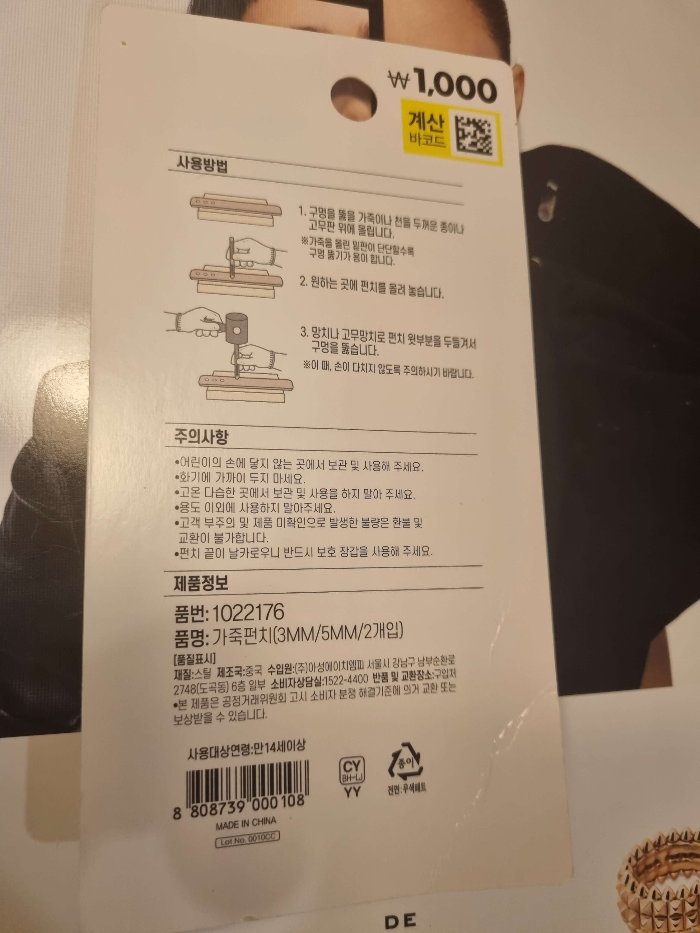 ₩1,000
계산
바코드
사용방법
1. 구멍을 뚫을 가죽이나 천을 두꺼운 종이나
고무판 위에 올립니다.
※가죽을 올린 밑판이 단단할수록
구멍 뚫기가 용이 합니다.
2. 원하는 곳에 펀치를 올려 놓습니다.
3. 망치나 고무망치로 펀치 윗부분을 두들겨서
구멍을 뚫습니다.
※이 때, 손이 다치지 않도록 주의하시기 바랍니다.
주의사항
•어린이의 손에 닿지 않는 곳에서 보관 및 사용해 주세요.
•화기에 가까이 두지 마세요.
•고온 다습한 곳에서 보관 및 사용을 하지 말아 주세요.
•용도 이외에 사용하지 말아주세요.
•고객 부주의 및 제품 미확인으로 발생한 불량은 환불 및
교환이 불가합니다.
•펀치 끝이 날카로우니 반드시 보호 장갑을 사용해 주세요.
제품정보
품번: 1022176
품명: 가죽펀치(3MM/5MM/2개입)
[품질표시]
재질:스틸 제조국:중국 수입원:(주)아성에이치엠피 서울시 강남구 남부순환로
2748(도곡동) 6층 일부 소비자상담실:1522-4400 반품 및 교환장소:구입처
•본 제품은 공정거래위원회 고시 소비자 분쟁 해결기준에 의거 교환 또는
보상받을 수 있습니다.
사용대상연령:만14세이상
8 808739 000108
MADE IN CHINA
Lot No. 0010CC
CY
BH-LJ
YY
종이
전면:무색페트
DE